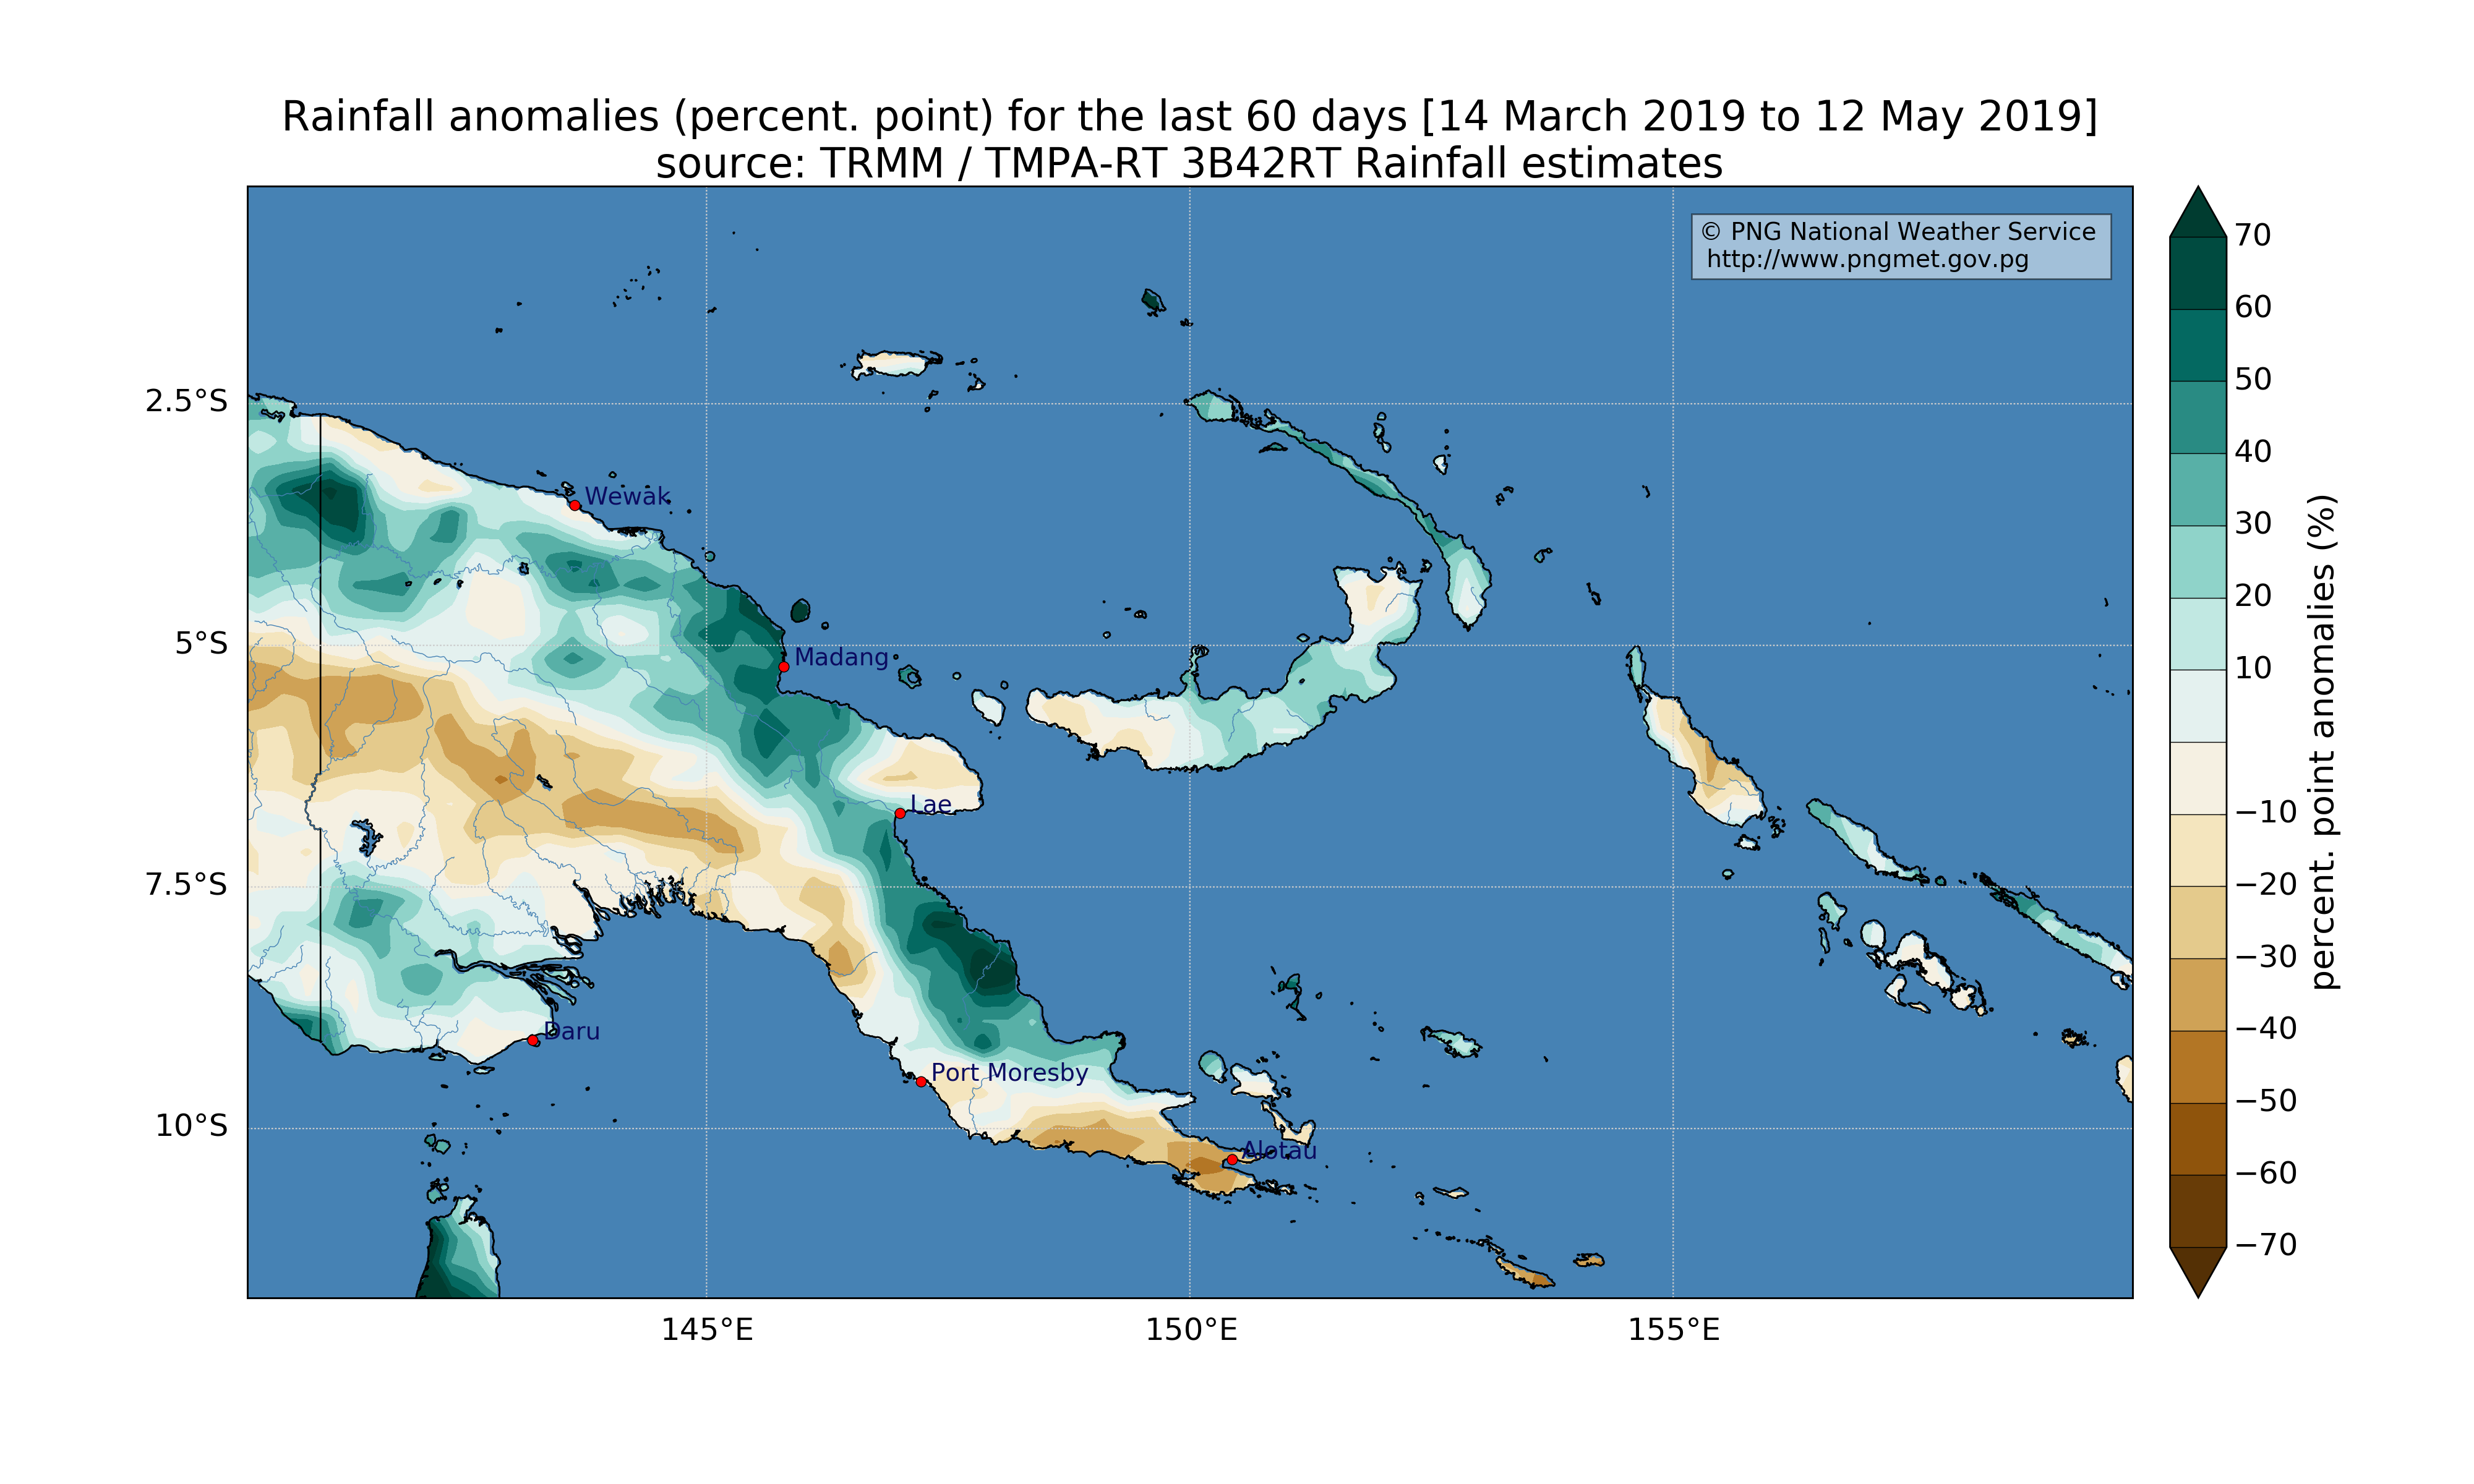 Rainfall anomalies (percent. point) for the last 60 days [14 March 2019 to 12 May 2019]
source: TRMM / TMPA-RT 3B42RT Rainfall estimates
© PNG National Weather Service
http://www.pngmet.gov.pg
2.5°S
5°S
7.5°S
10°S
145°E
150°E
155°E
Wewak
Madang
Lae
Daru
Port Moresby
Alotau
70
60
50
40
30
20
10
−10
−20
−30
−40
−50
−60
−70
percent. point anomalies (%)